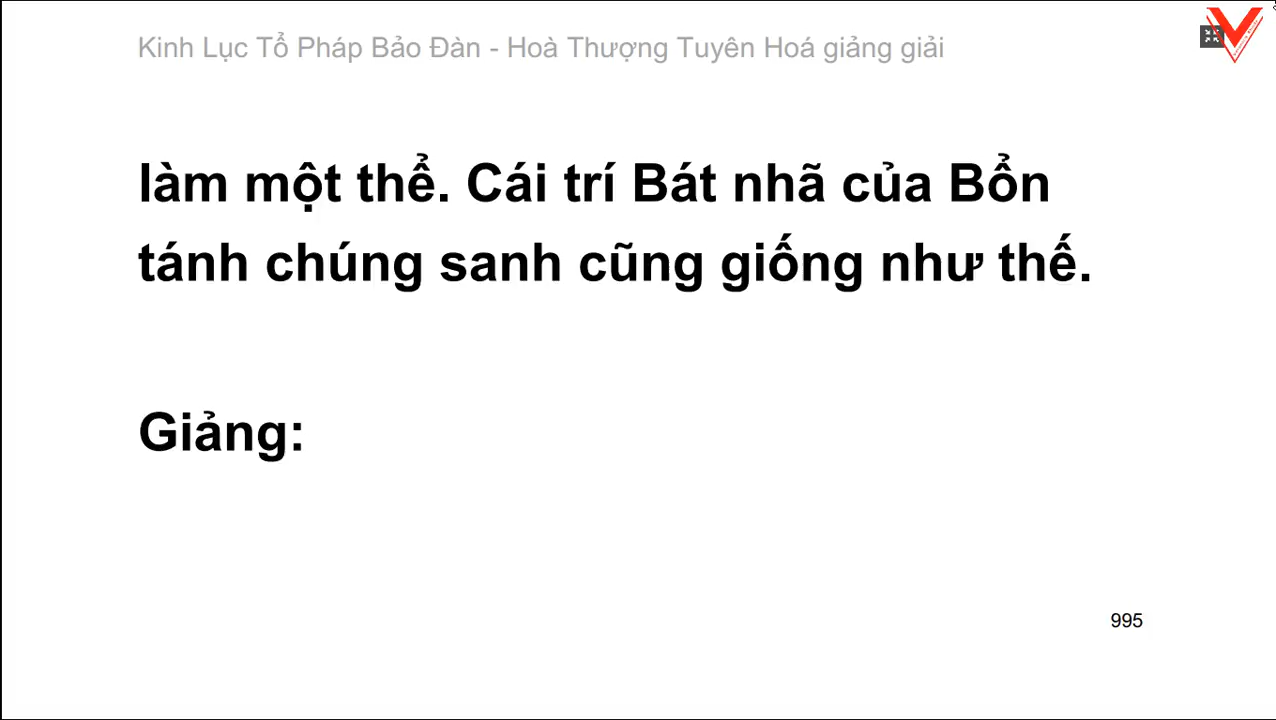 Kinh Lục Tổ Pháp Bảo Đàn - Hoà Thượng Tuyên Hoá giảng giải
làm một thể. Cái trí Bát nhã của Bổn
tánh chúng sanh cũng giống như thế.
Giảng:
995